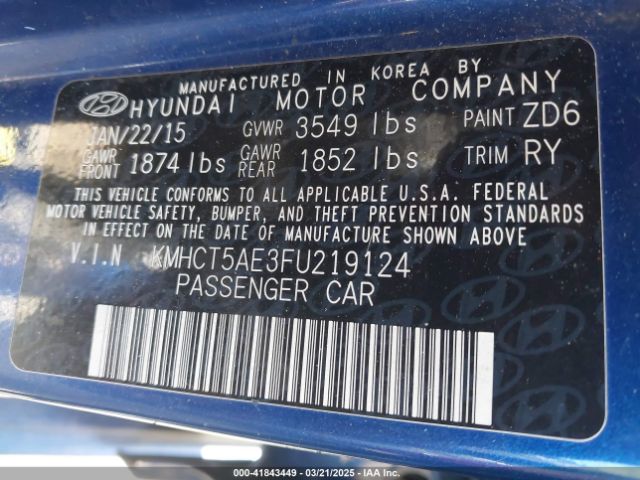 MANUFACTURED IN KOREA BY
HYUNDAI MOTOR COMPANY
JAN/22/15 GVWR 3549 lbs PAINT ZD6
GAWR FRONT 1874 lbs GAWR REAR 1852 lbs TRIM RY
THIS VEHICLE CONFORMS TO ALL APPLICABLE U.S.A. FEDERAL
MOTOR VEHICLE SAFETY, BUMPER, AND THEFT PREVENTION STANDARDS
IN EFFECT ON THE DATE OF MANUFACTURE SHOWN ABOVE
V.I.N KMHCT5AE3FU219124
PASSENGER CAR
000-41843449 - 03/21/2025 - IAA Inc.